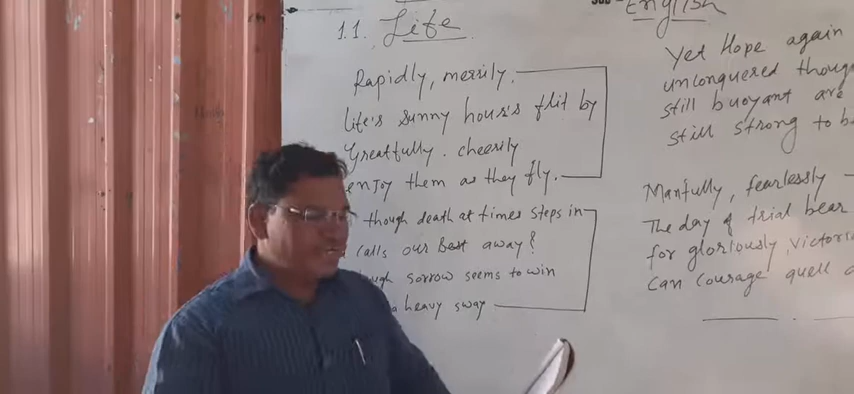 1.1. Life
Rapidly, merrily.
life's sunny hours flit by
Greatfully. cheerily
enjoy them as they fly.
though death at times steps in
calls our Best away?
sorrow seems to win
a heavy sway
English
Yet Hope again
unconquered
still buoyant are
still strong to
Manfully, fearlessly
The day of trial bear
for gloriously,
can courage quell